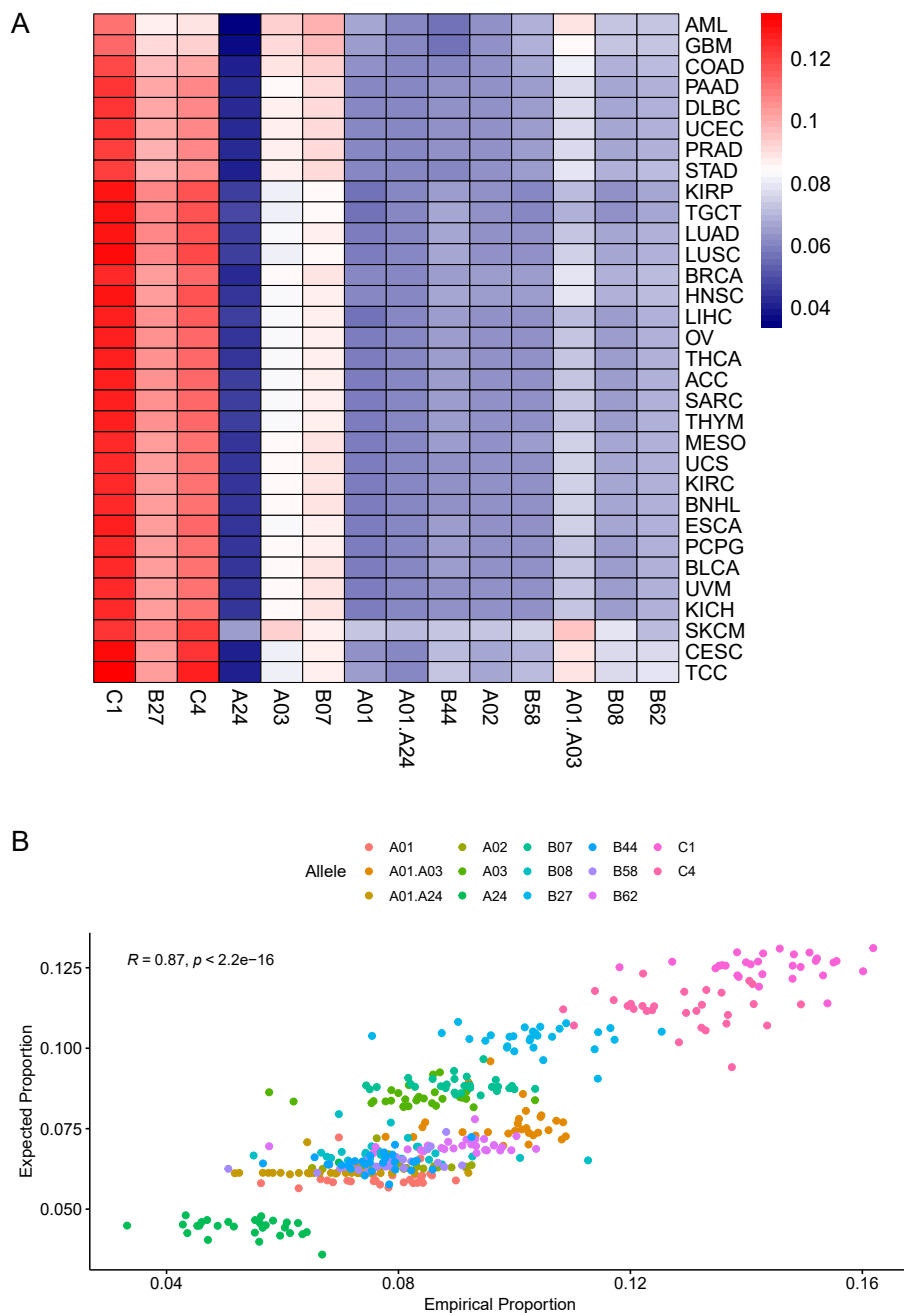 A
AML
GBM
COAD
PAAD
DLBC
UCEC
PRAD
STAD
KIRP
TGCT
LUAD
LUSC
BRCA
HNSC
LIHC
OV
THCA
ACC
SARC
THYM
MESO
UCS
KIRC
BNHL
ESCA
PCPG
BLCA
UVM
KICH
SKCM
CESC
TCC
0.12
0.1
0.08
0.06
0.04
C1
B27
C4
A24
A03
B07
A01
A01.A24
B44
A02
B58
A01.A03
B08
B62
B
Allele
A01
A01.A03
A01.A24
A02
A03
A24
B07
B08
B27
B44
B58
B62
C1
C4
R = 0.87, p < 2.2e−16
Expected Proportion
0.125
0.100
0.075
0.050
0.04
0.08
0.12
0.16
Empirical Proportion